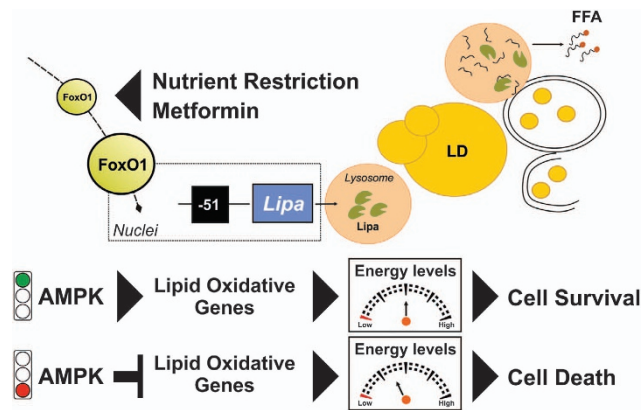 FFA
FoxO1
Nutrient Restriction
Metformin
FoxO1
LD
-51
Lipa
Lysosome
Lipa
Nuclei
AMPK
Lipid Oxidative
Genes
Energy levels
Low
High
Cell Survival
AMPK
Lipid Oxidative
Genes
Energy levels
Low
High
Cell Death